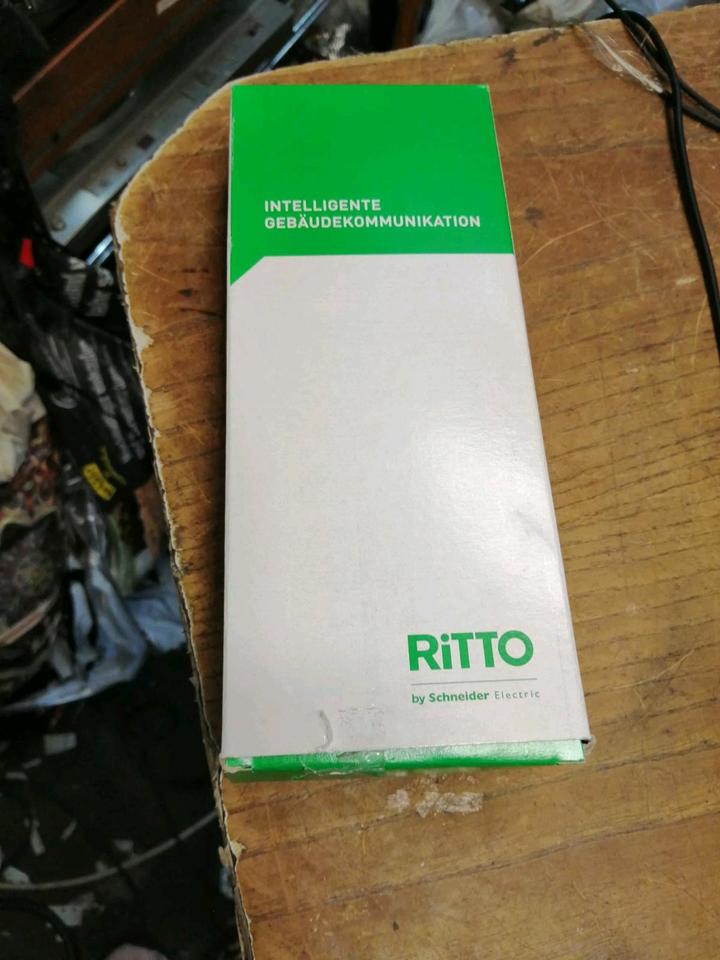 INTELLIGENTE
GEBÄUDEKOMMUNIKATION
RiTTO
by Schneider Electric